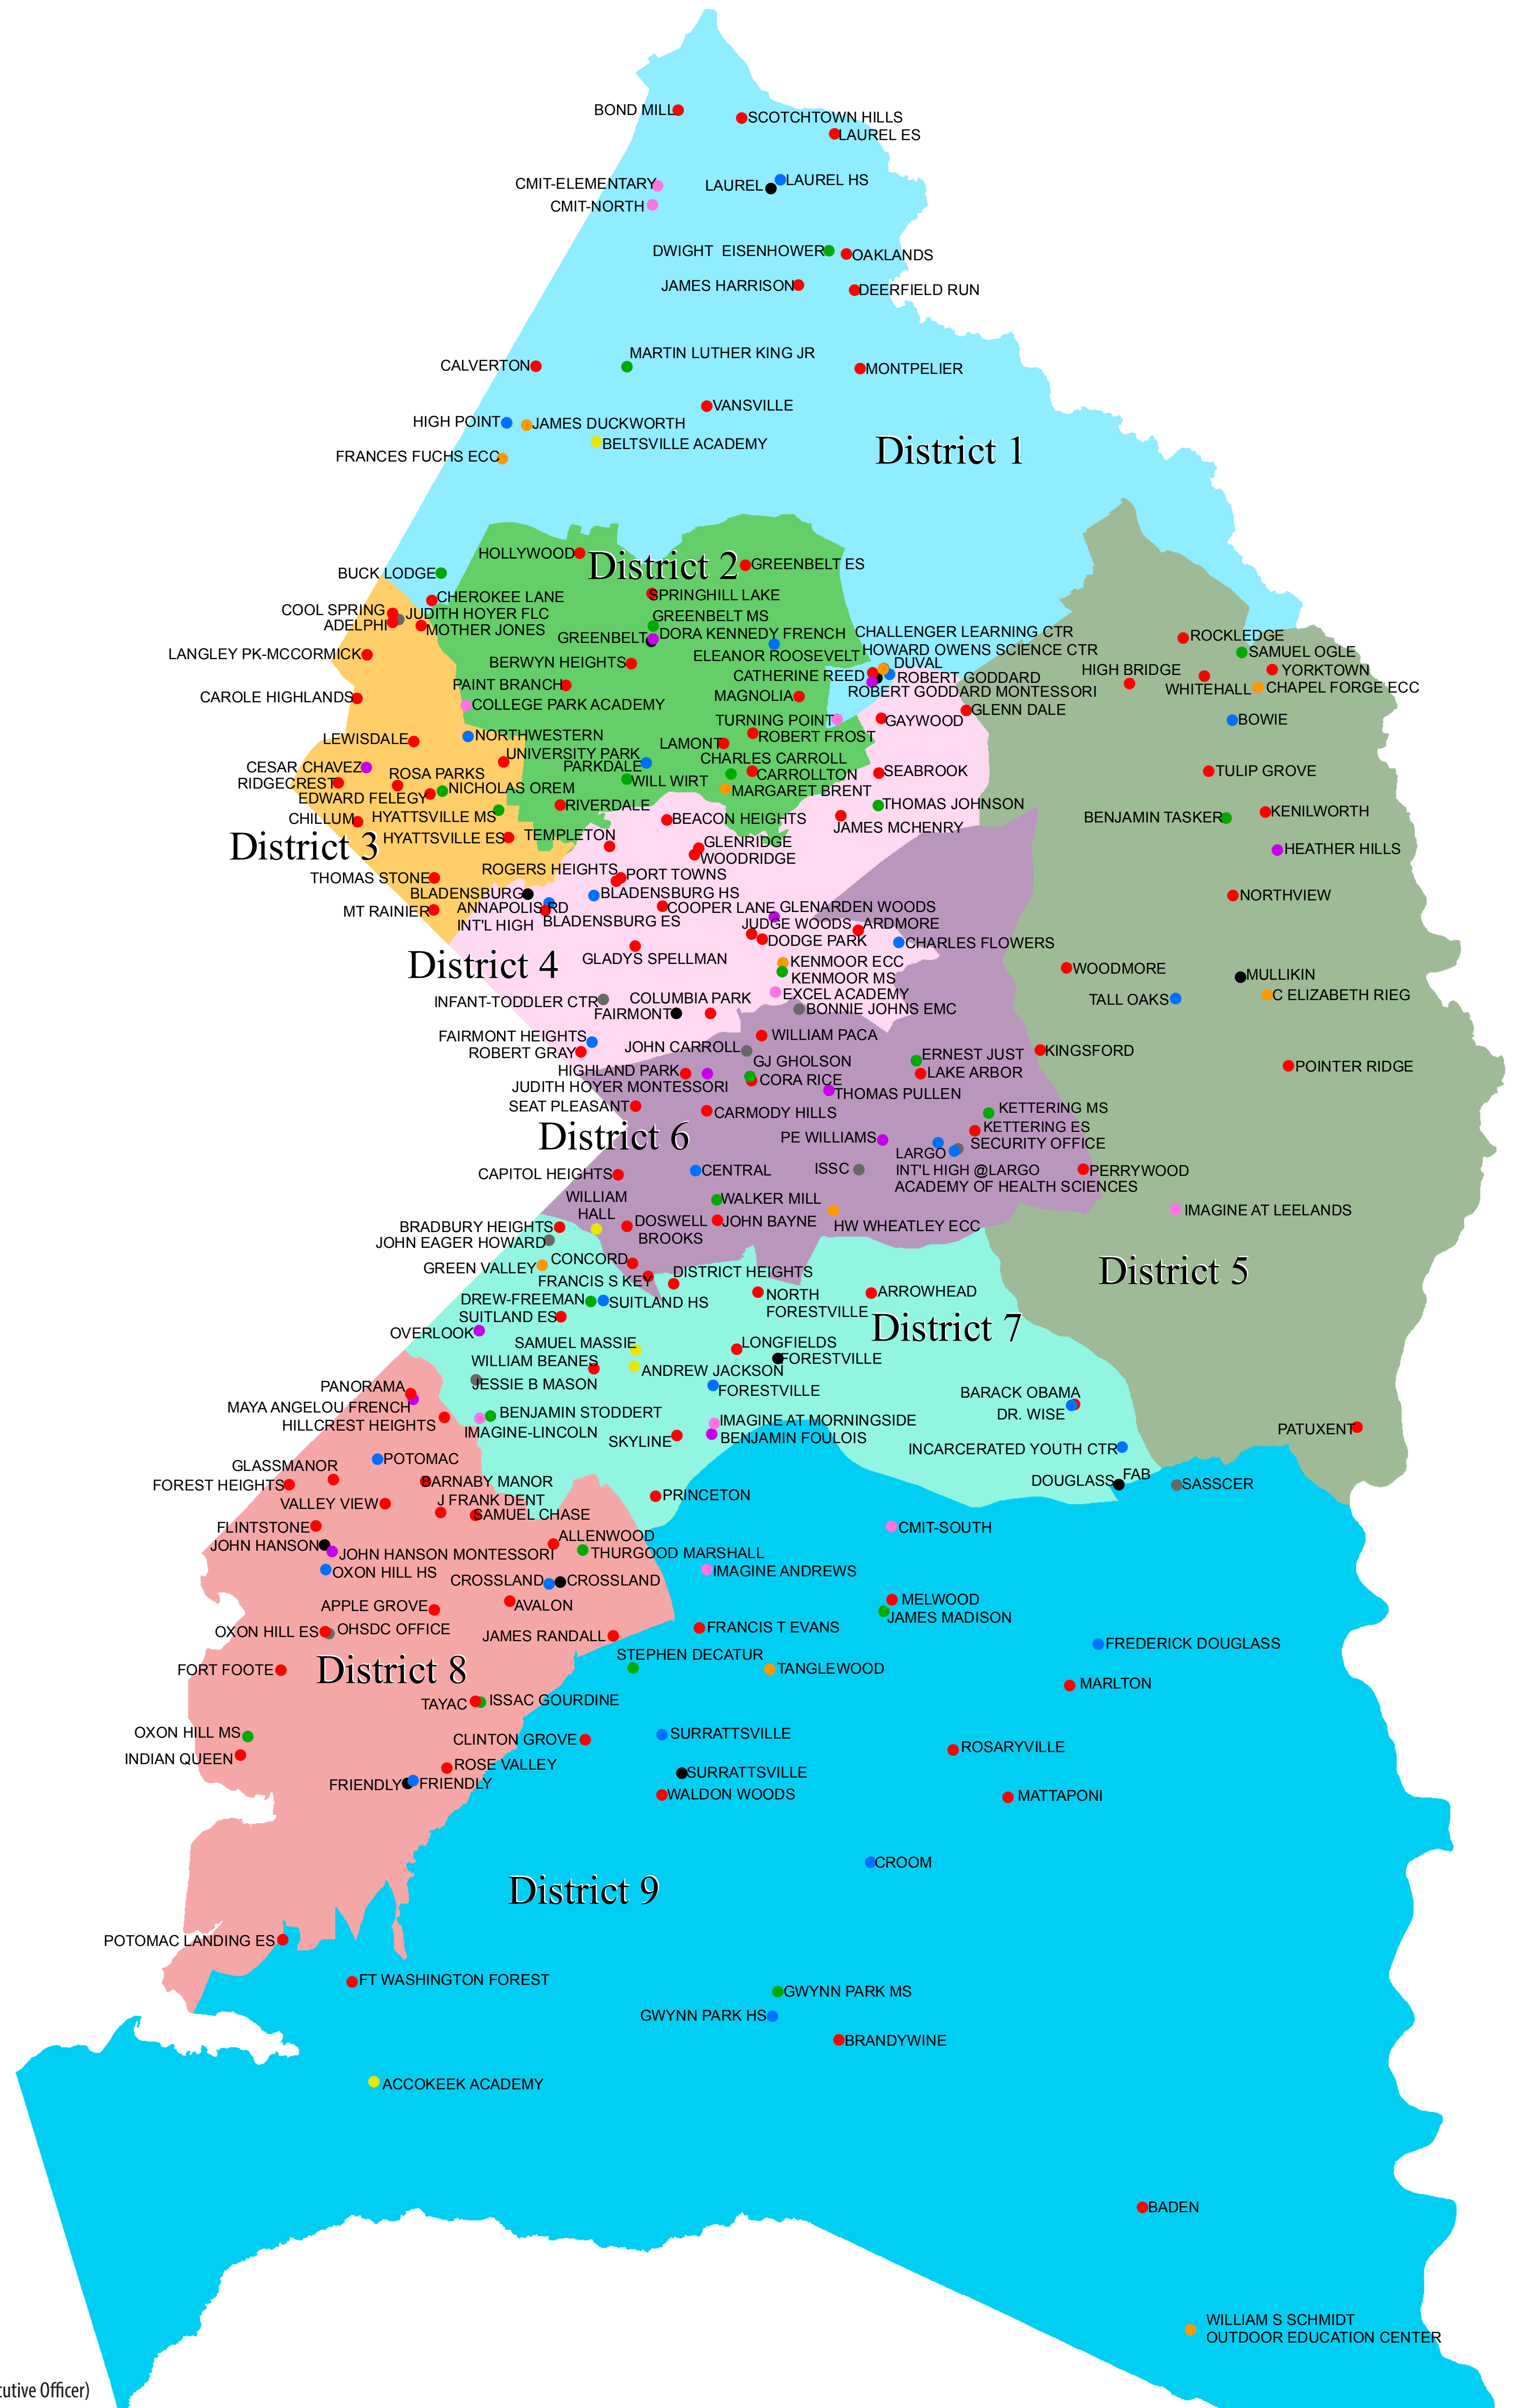 BOND MILL
SCOTCHTOWN HILLS
LAUREL ES
CMIT-ELEMENTARY
LAUREL
LAUREL HS
CMIT-NORTH
DWIGHT EISENHOWER
OAKLANDS
JAMES HARRISON
DEERFIELD RUN
MARTIN LUTHER KING JR
CALVERTON
MONTPELIER
VANSVILLE
HIGH POINT
JAMES DUCKWORTH
BELTSVILLE ACADEMY
District 1
FRANCES FUCHS ECC
HOLLYWOOD
District 2
GREENBELT ES
BUCK LODGE
CHEROKEE LANE
SPRINGHILL LAKE
COOL SPRING
JUDITH HOYER FLC
ADELPHI
MOTHER JONES
GREENBELT MS
GREENBELT
DORA KENNEDY FRENCH
CHALLENGER LEARNING CTR
HOWARD OWENS SCIENCE CTR
ROCKLEDGE
LANGLEY PK-MCCORMICK
BERWYN HEIGHTS
ELEANOR ROOSEVELT
DUVAL
SAMUEL OGLE
HIGH BRIDGE
YORKTOWN
PAINT BRANCH
CATHERINE REED
ROBERT GODDARD
WHITEHALL
CHAPEL FORGE ECC
CAROLE HIGHLANDS
COLLEGE PARK ACADEMY
MAGNOLIA
ROBERT GODDARD MONTESSORI
GLENN DALE
TURNING POINT
GAYWOOD
BOWIE
LEWISDALE
NORTHWESTERN
ROBERT FROST
LAMONT
UNIVERSITY PARK
CESAR CHAVEZ
PARKDALE
CHARLES CARROLL
SEABROOK
TULIP GROVE
ROSA PARKS
RIDGECREST
WILL WIRT
CARROLLTON
NICHOLAS OREM
MARGARET BRENT
EDWARD FELEGY
RIVERDALE
THOMAS JOHNSON
CHILLUM
HYATTSVILLE MS
BEACON HEIGHTS
JAMES MCHENRY
BENJAMIN TASKER
KENILWORTH
District 3
HYATTSVILLE ES
TEMPLETON
GLENRIDGE
WOODRIDGE
HEATHER HILLS
THOMAS STONE
ROGERS HEIGHTS
PORT TOWNS
BLADENSBURG
BLADENSBURG HS
NORTHVIEW
MT RAINIER
ANNAPOLIS RD
INT'L HIGH
BLADENSBURG ES
COOPER LANE
GLENARDEN WOODS
JUDGE WOODS
ARDMORE
DODGE PARK
CHARLES FLOWERS
District 4
GLADYS SPELLMAN
KENMOOR ECC
WOODMORE
MULLIKIN
KENMOOR MS
INFANT-TODDLER CTR
COLUMBIA PARK
EXCEL ACADEMY
TALL OAKS
C ELIZABETH RIEG
FAIRMONT
BONNIE JOHNS EMC
FAIRMONT HEIGHTS
WILLIAM PACA
ROBERT GRAY
JOHN CARROLL
ERNEST JUST
KINGSFORD
GJ GHOLSON
HIGHLAND PARK
LAKE ARBOR
POINTER RIDGE
JUDITH HOYER MONTESSORI
CORA RICE
THOMAS PULLEN
SEAT PLEASANT
CARMODY HILLS
KETTERING MS
District 6
KETTERING ES
PE WILLIAMS
SECURITY OFFICE
LARGO
CAPITOL HEIGHTS
CENTRAL
ISSC
INT'L HIGH @LARGO
PERRYWOOD
ACADEMY OF HEALTH SCIENCES
WILLIAM
HALL
WALKER MILL
IMAGINE AT LEELANDS
BRADBURY HEIGHTS
DOSWELL
BROOKS
JOHN BAYNE
HW WHEATLEY ECC
JOHN EAGER HOWARD
GREEN VALLEY
CONCORD
District 5
FRANCIS S KEY
DISTRICT HEIGHTS
DREW-FREEMAN
SUITLAND HS
NORTH
FORESTVILLE
ARROWHEAD
SUITLAND ES
OVERLOOK
District 7
SAMUEL MASSIE
LONGFIELDS
WILLIAM BEANES
ANDREW JACKSON
FORESTVILLE
JESSIE B MASON
FORESTVILLE
PANORAMA
BARACK OBAMA
MAYA ANGELOU FRENCH
BENJAMIN STODDERT
DR. WISE
HILLCREST HEIGHTS
IMAGINE-LINCOLN
IMAGINE AT MORNINGSIDE
SKYLINE
BENJAMIN FOULOIS
PATUXENT
INCARCERATED YOUTH CTR
POTOMAC
GLASSMANOR
FOREST HEIGHTS
BARNABY MANOR
DOUGLASS
FAB
SASSCER
VALLEY VIEW
J FRANK DENT
PRINCETON
SAMUEL CHASE
FLINTSTONE
CMIT-SOUTH
JOHN HANSON
ALLENWOOD
JOHN HANSON MONTESSORI
THURGOOD MARSHALL
OXON HILL HS
IMAGINE ANDREWS
CROSSLAND
CROSSLAND
APPLE GROVE
AVALON
MELWOOD
JAMES MADISON
OXON HILL ES
OHSDC OFFICE
JAMES RANDALL
FRANCIS T EVANS
FREDERICK DOUGLASS
FORT FOOTE
District 8
STEPHEN DECATUR
TANGLEWOOD
MARLTON
TAYAC
ISSAC GOURDINE
OXON HILL MS
CLINTON GROVE
SURRATTSVILLE
ROSARYVILLE
INDIAN QUEEN
ROSE VALLEY
FRIENDLY
FRIENDLY
SURRATTSVILLE
WALDON WOODS
MATTAPONI
CROOM
District 9
POTOMAC LANDING ES
FT WASHINGTON FOREST
GWYNN PARK MS
GWYNN PARK HS
BRANDYWINE
ACCOKEEK ACADEMY
BADEN
WILLIAM S SCHMIDT
OUTDOOR EDUCATION CENTER
cutive Officer)